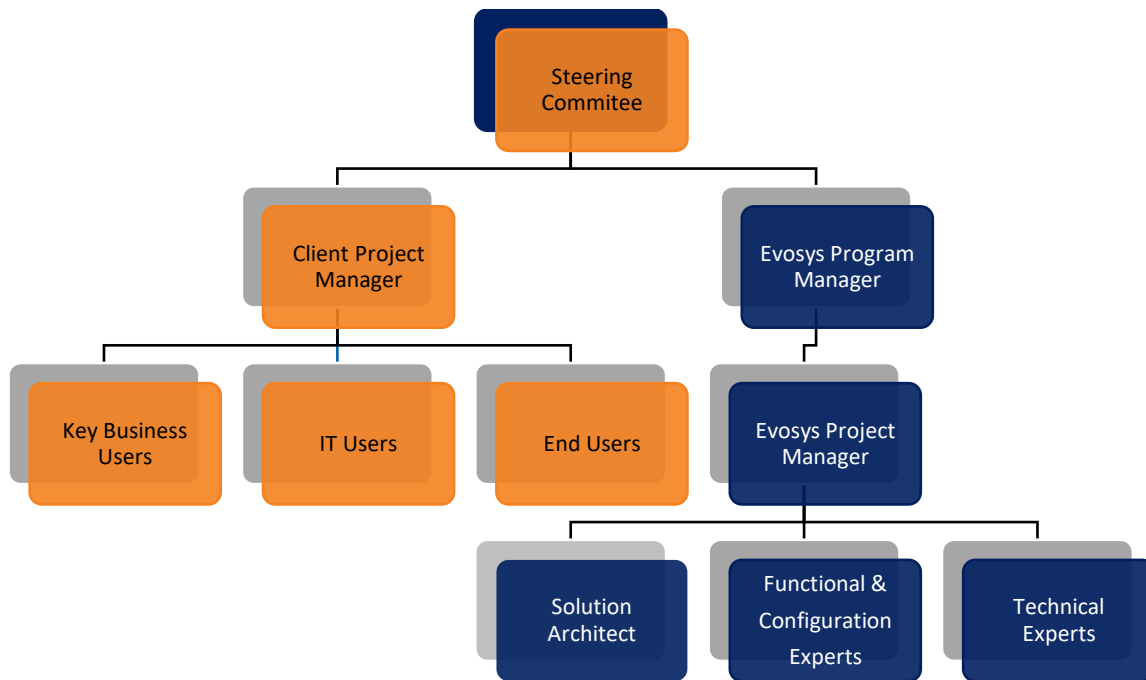 Steering
Commitee
Client Project
Manager
Evosys Program
Manager
Key Business
Users
IT Users
End Users
Evosys Project
Manager
Solution
Architect
Functional &
Configuration
Experts
Technical
Experts